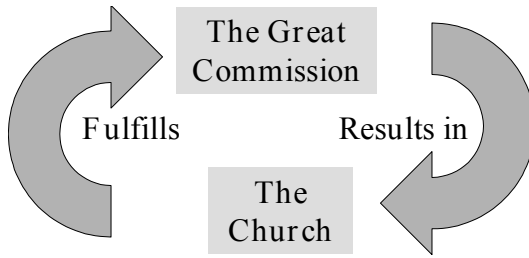 The Great
Commission
Fulfills
Results in
The
Church